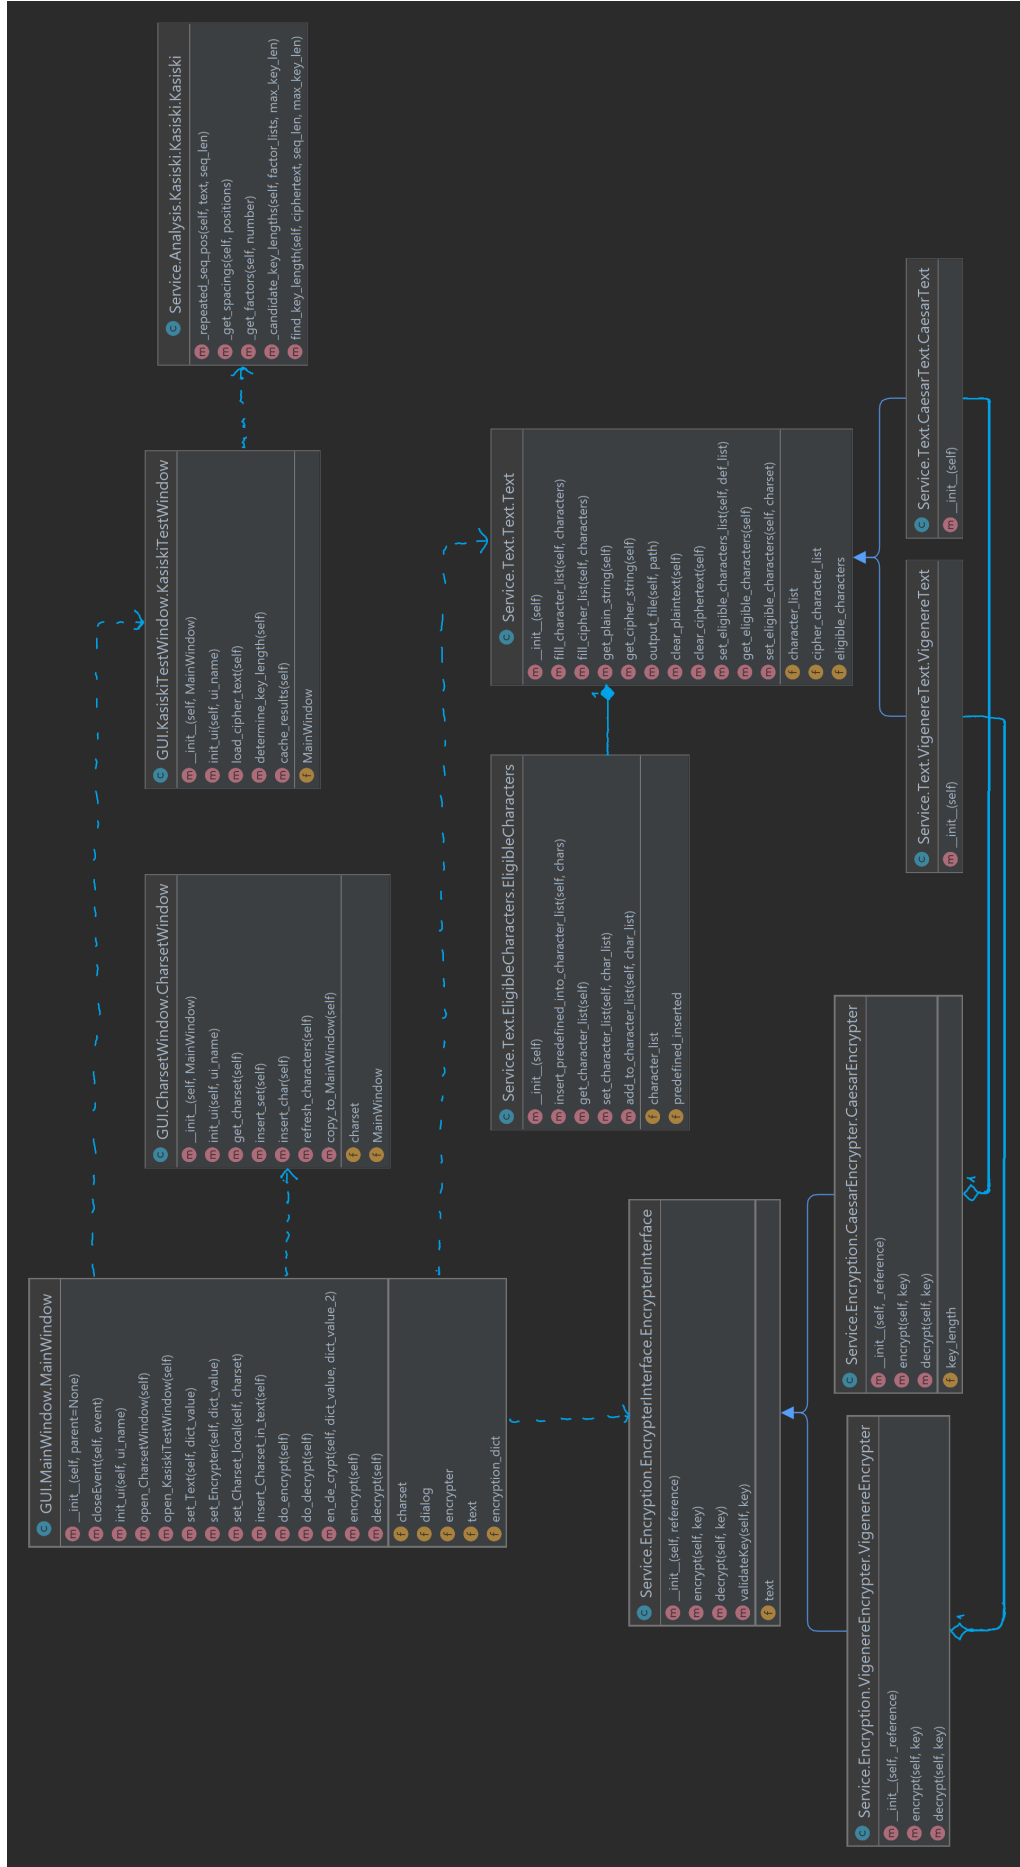 GUI.MainWindow.MainWindow
__init__(self, parent=None)
closeEvent(self, event)
init_ui(self, ui_name)
open_CharsetWindow(self)
open_KasiskiTestWindow(self)
set_Text(self, dict_value)
set_Encrypter(self, dict_value)
set_Charset_local(self, charset)
insert_Charset_in_text(self)
do_encrypt(self)
do_decrypt(self)
en_de_crypt(self, dict_value, dict_value_2)
encrypt(self)
decrypt(self)
charset
dialog
encrypter
text
encryption_dict
GUI.CharsetWindow.CharsetWindow
__init__(self, MainWindow)
init_ui(self, ui_name)
get_charset(self)
insert_set(self)
insert_char(self)
refresh_characters(self)
copy_to_MainWindow(self)
charset
MainWindow
GUI.KasiskiTestWindow.KasiskiTestWindow
__init__(self, MainWindow)
init_ui(self, ui_name)
load_cipher_text(self)
determine_key_length(self)
cache_results(self)
MainWindow
Service.Analysis.Kasiski.Kasiski.Kasiski
_repeated_seq_pos(self, text, seq_len)
_get_spacings(self, positions)
_get_factors(self, number)
_candidate_key_lengths(self, factor_lists, max_key_len)
find_key_length(self, ciphertext, seq_len, max_key_len)
Service.Text.EligibleCharacters.EligibleCharacters
__init__(self)
insert_predefined_into_character_list(self, chars)
get_character_list(self)
set_character_list(self, char_list)
add_to_character_list(self, char_list)
character_list
predefined_inserted
1
Service.Text.Text.Text
__init__(self)
fill_character_list(self, characters)
fill_cipher_list(self, characters)
get_plain_string(self)
get_cipher_string(self)
output_file(self, path)
clear_plaintext(self)
clear_ciphertext(self)
set_eligible_characters_list(self, def_list)
get_eligible_characters(self)
set_eligible_characters(self, charset)
character_list
cipher_character_list
eligible_characters
Service.Encryption.EncrypterInterface.EncrypterInterface
__init__(self, reference)
encrypt(self, key)
decrypt(self, key)
validateKey(self, key)
text
Service.Encryption.VigenereEncrypter.VigenereEncrypter
__init__(self, _reference)
encrypt(self, key)
decrypt(self, key)
1
Service.Encryption.CaesarEncrypter.CaesarEncrypter
__init__(self, _reference)
encrypt(self, key)
decrypt(self, key)
key_length
1
Service.Text.VigenereText.VigenereText
__init__(self)
Service.Text.CaesarText.CaesarText
__init__(self)